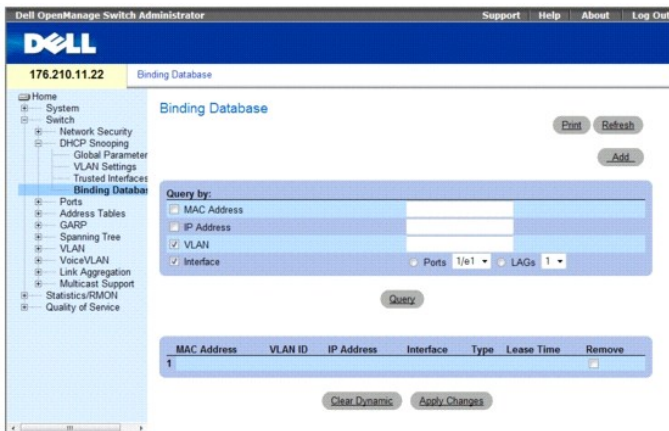 Dell OpenManage Switch Administrator
Support Help About Log Out
DELL
176.210.11.22
Binding Database
Home
System
Switch
Network Security
DHCP Snooping
Global Parameter
VLAN Settings
Trusted Interfaces
Binding Databas
Ports
Address Tables
GARP
Spanning Tree
VLAN
VoiceVLAN
Link Aggregation
Multicast Support
Statistics/RMON
Quality of Service
Binding Database
Print Refresh
Add
Query by:
MAC Address
IP Address
VLAN
Interface Ports 1/e1 LAGs 1
Query
MAC Address VLAN ID IP Address Interface Type Lease Time Remove
1
Clear Dynamic Apply Changes